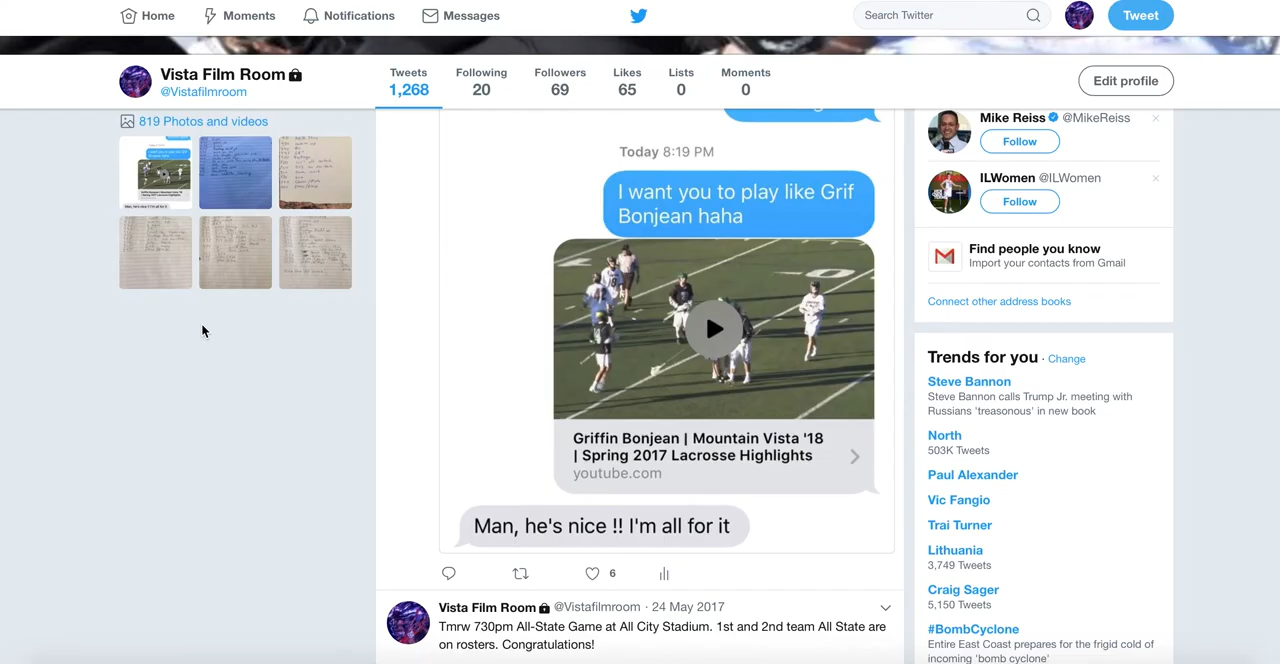 Home Moments Notifications Messages Search Twitter Tweet
Vista Film Room
@Vistafilmroom
Tweets Following Followers Likes Lists Moments
1,268 20 69 65 0 0
Edit profile
819 Photos and videos
Today 8:19 PM
I want you to play like Grif
Bonjean haha
Griffin Bonjean | Mountain Vista '18
| Spring 2017 Lacrosse Highlights
youtube.com
Man, he's nice !! I'm all for it
6
Vista Film Room @Vistafilmroom · 24 May 2017
Tmrw 730pm All-State Game at All City Stadium. 1st and 2nd team All State are
on rosters. Congratulations!
Mike Reiss @MikeReiss
Follow
ILWomen @ILWomen
Follow
Find people you know
Import your contacts from Gmail
Connect other address books
Trends for you · Change
Steve Bannon
Steve Bannon calls Trump Jr. meeting with
Russians 'treasonous' in new book
North
503K Tweets
Paul Alexander
Vic Fangio
Trai Turner
Lithuania
3,749 Tweets
Craig Sager
5,150 Tweets
#BombCyclone
Entire East Coast prepares for the frigid cold of
incoming 'bomb cyclone'